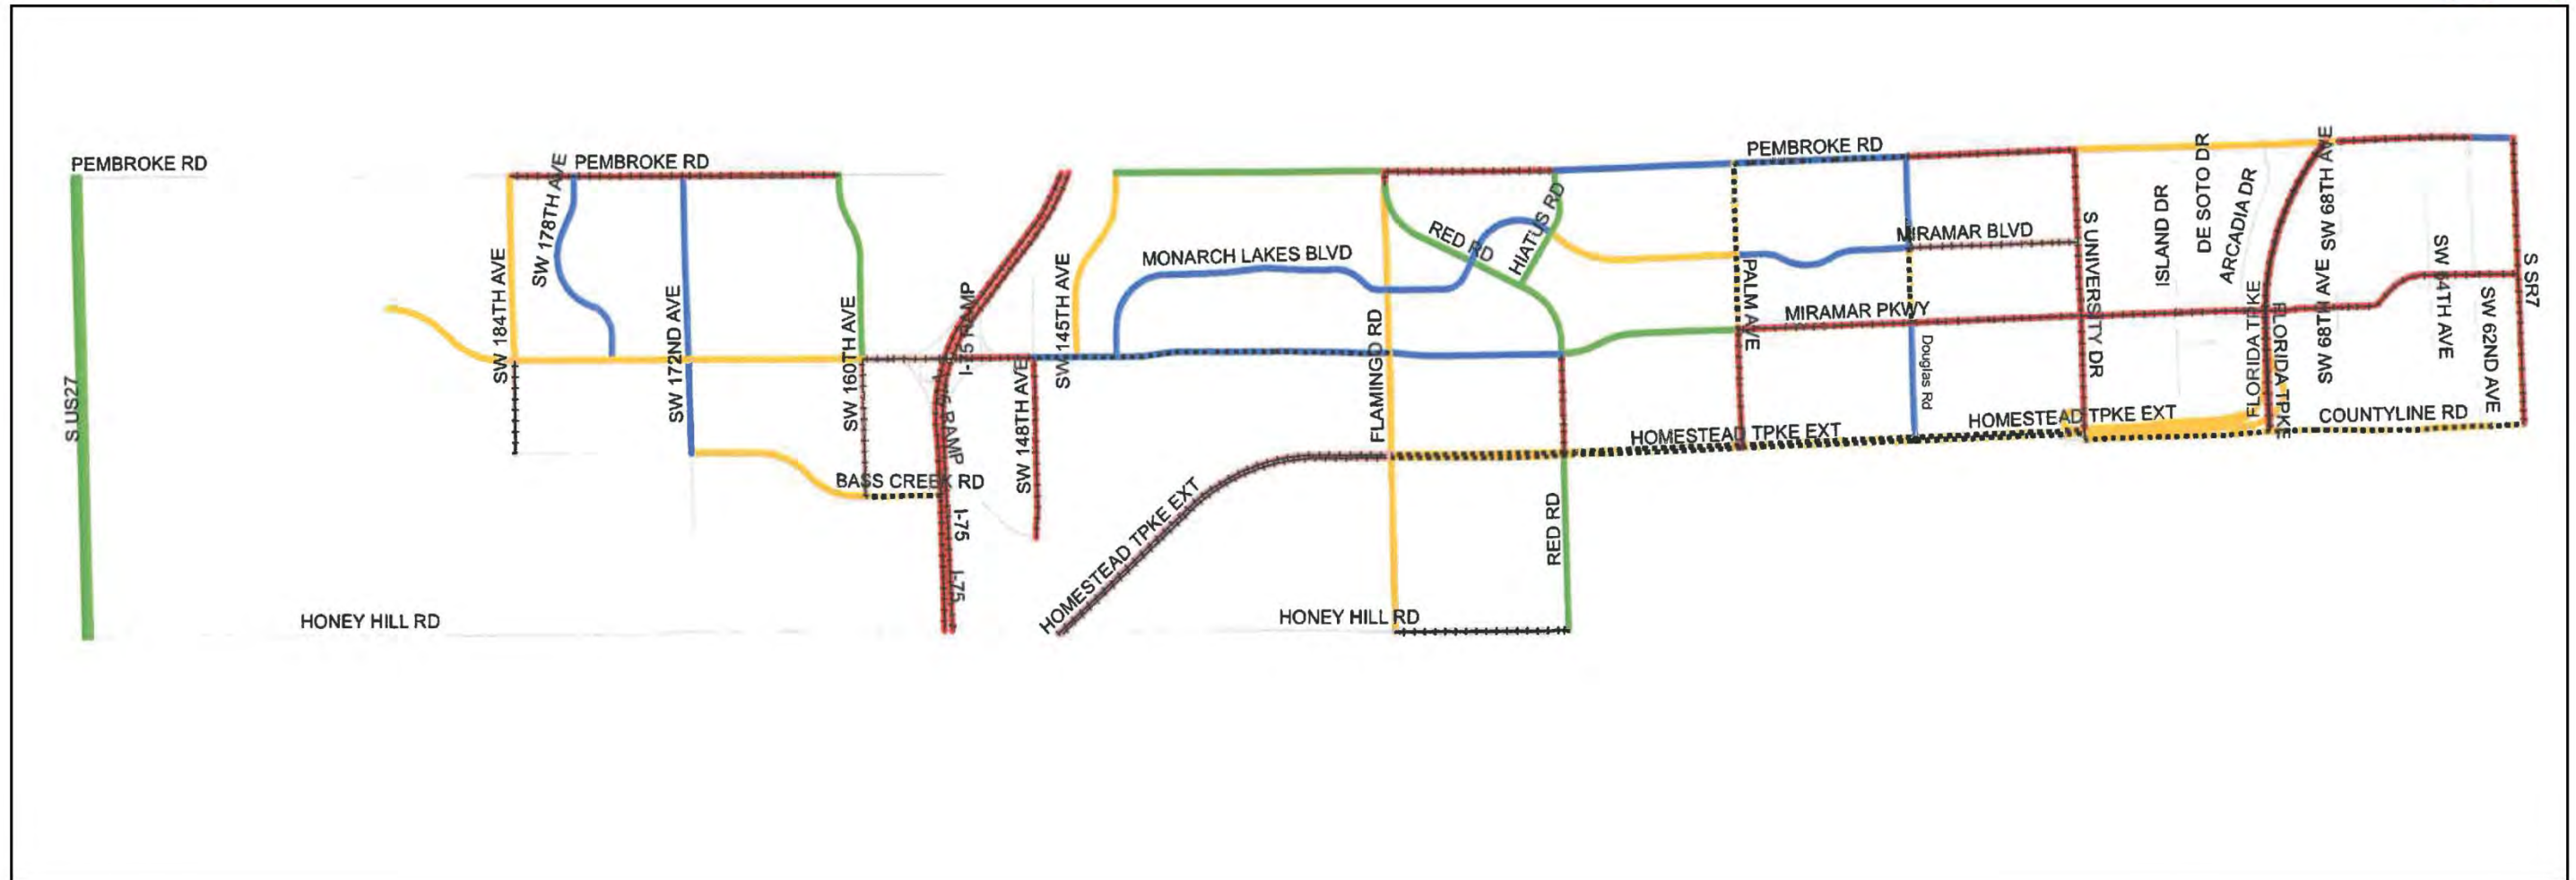 PEMBROKE RD
PEMBROKE RD
PEMBROKE RD
S US27
SW 184TH AVE
SW 178TH AVE
SW 172ND AVE
SW 160TH AVE
BASS CREEK RD
I-75 RAMP
RAMP
I-75
I-75
SW 148TH AVE
SW 145TH AVE
MONARCH LAKES BLVD
RED RD
HIATUS RD
FLAMINGO RD
HOMESTEAD TPKE EXT
HONEY HILL RD
HONEY HILL RD
RED RD
PALM AVE
MIRAMAR BLVD
MIRAMAR PKWY
Douglas Rd
HOMESTEAD TPKE EXT
HOMESTEAD TPKE EXT
S UNIVERSITY DR
ISLAND DR
DE SOTO DR
ARCADIA DR
FLORIDA TPKE
FLORIDA TPKE
SW 68TH AVE
SW 68TH AVE
COUNTYLINE RD
SW 64TH AVE
SW 62ND AVE
S SR7